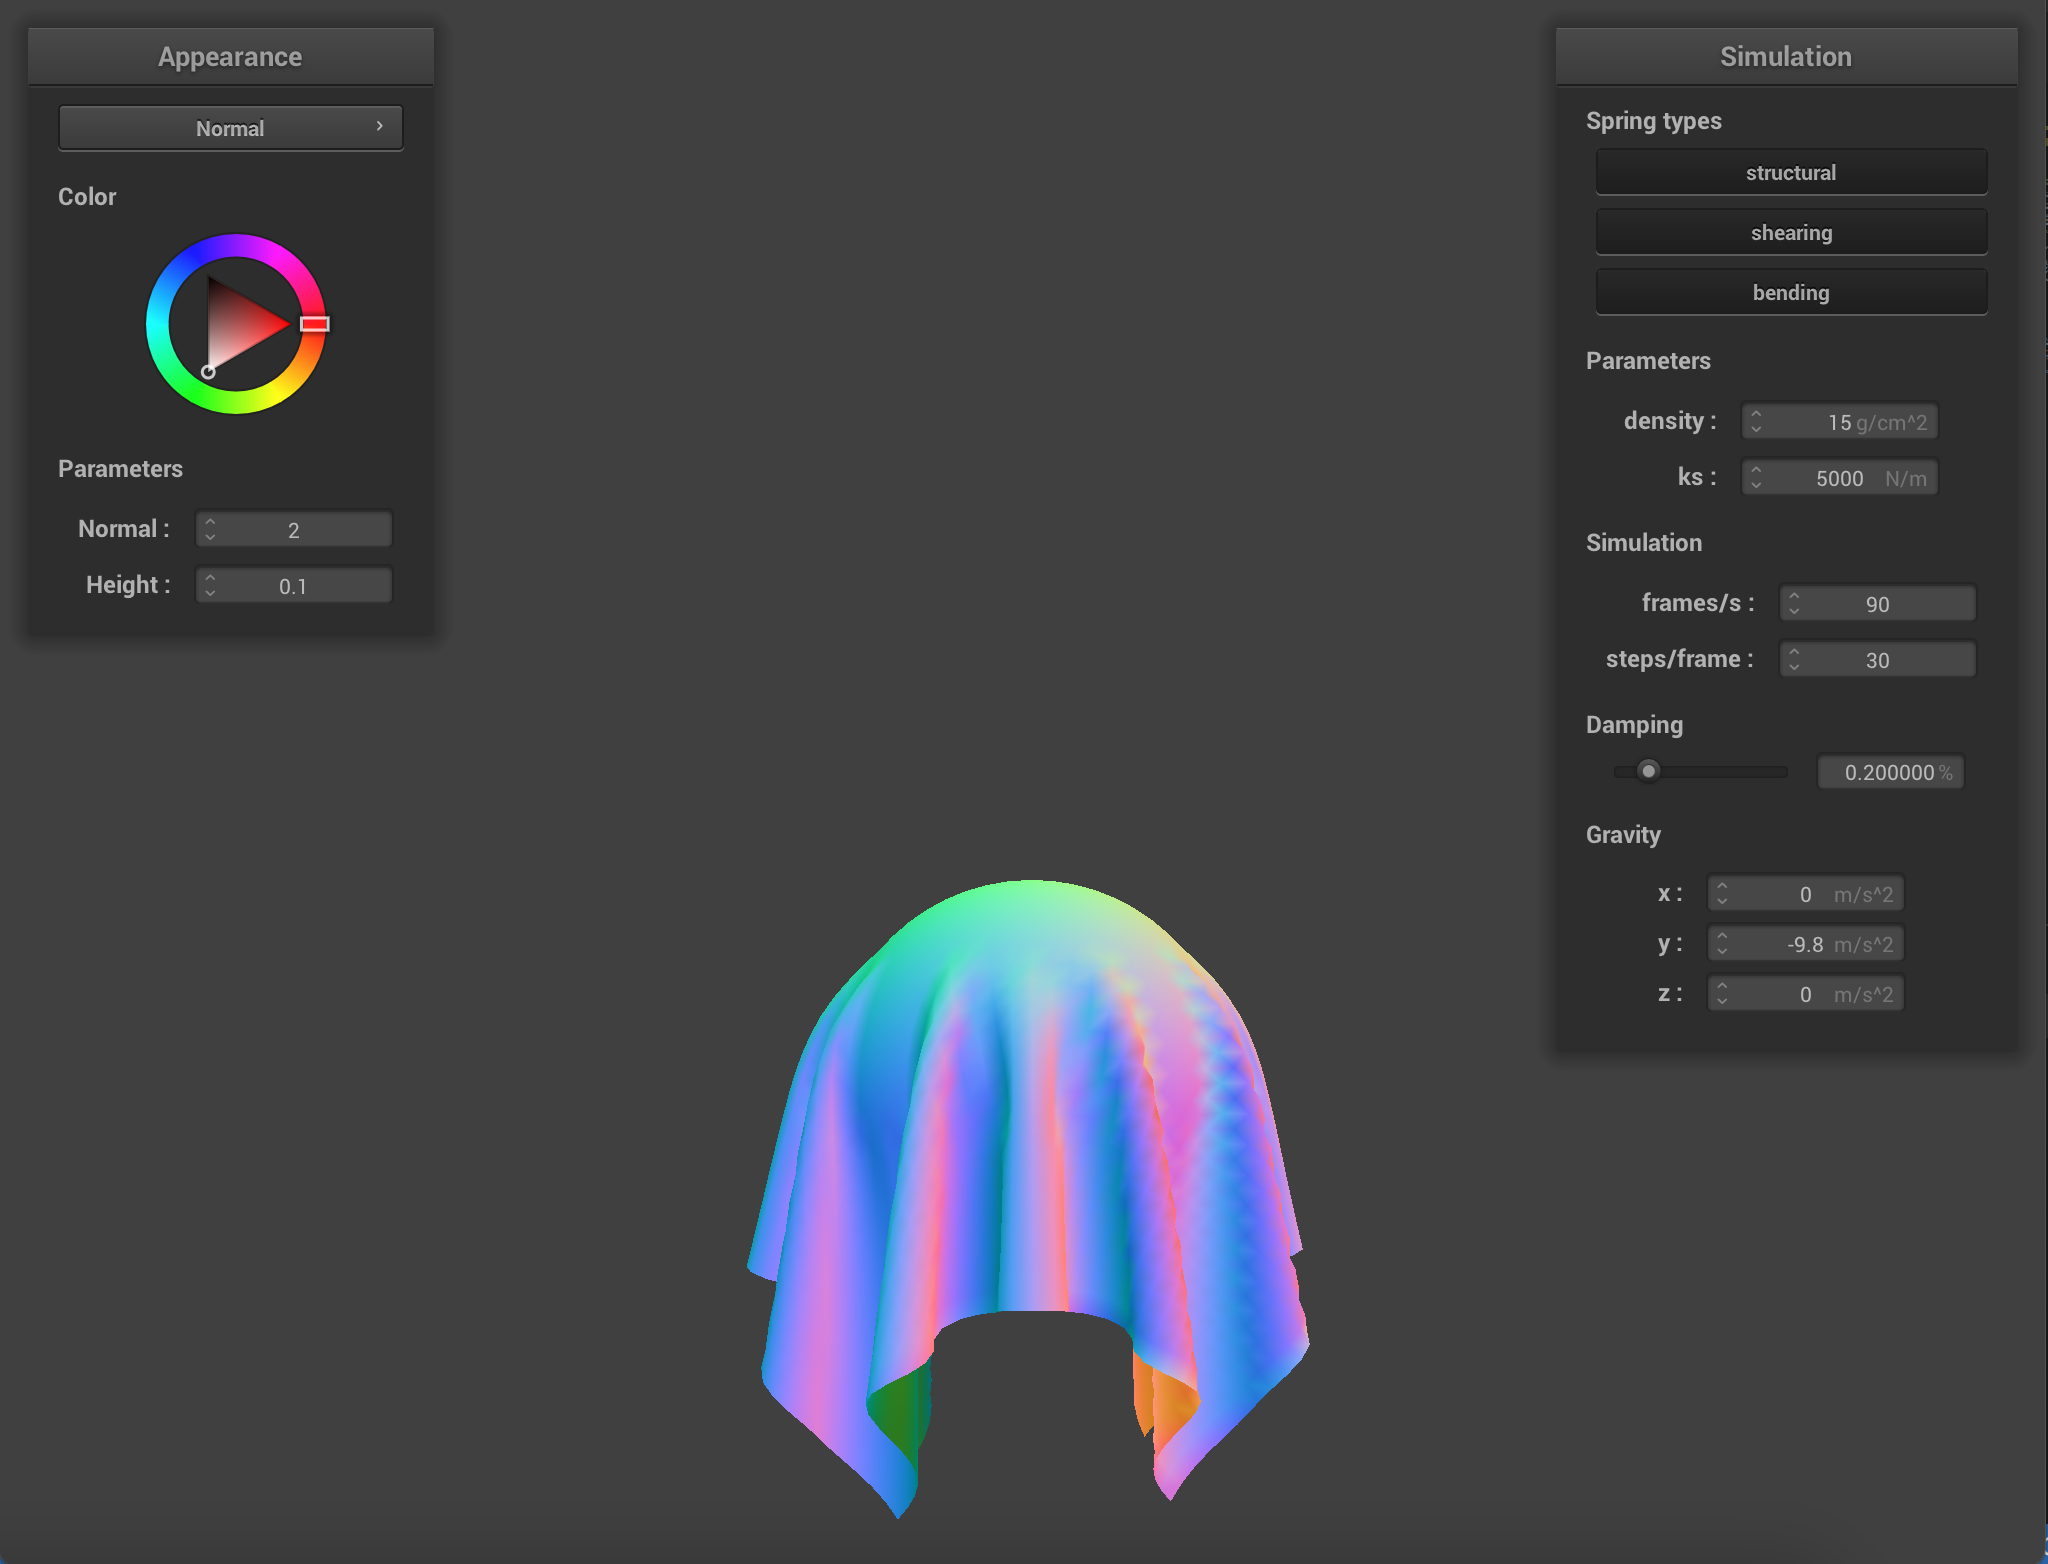 Appearance
Normal
Color
Parameters
Normal : 2
Height : 0.1
Simulation
Spring types
structural
shearing
bending
Parameters
density : 15 g/cm^2
ks : 5000 N/m
Simulation
frames/s : 90
steps/frame : 30
Damping
0.200000 %
Gravity
x : 0 m/s^2
y : -9.8 m/s^2
z : 0 m/s^2